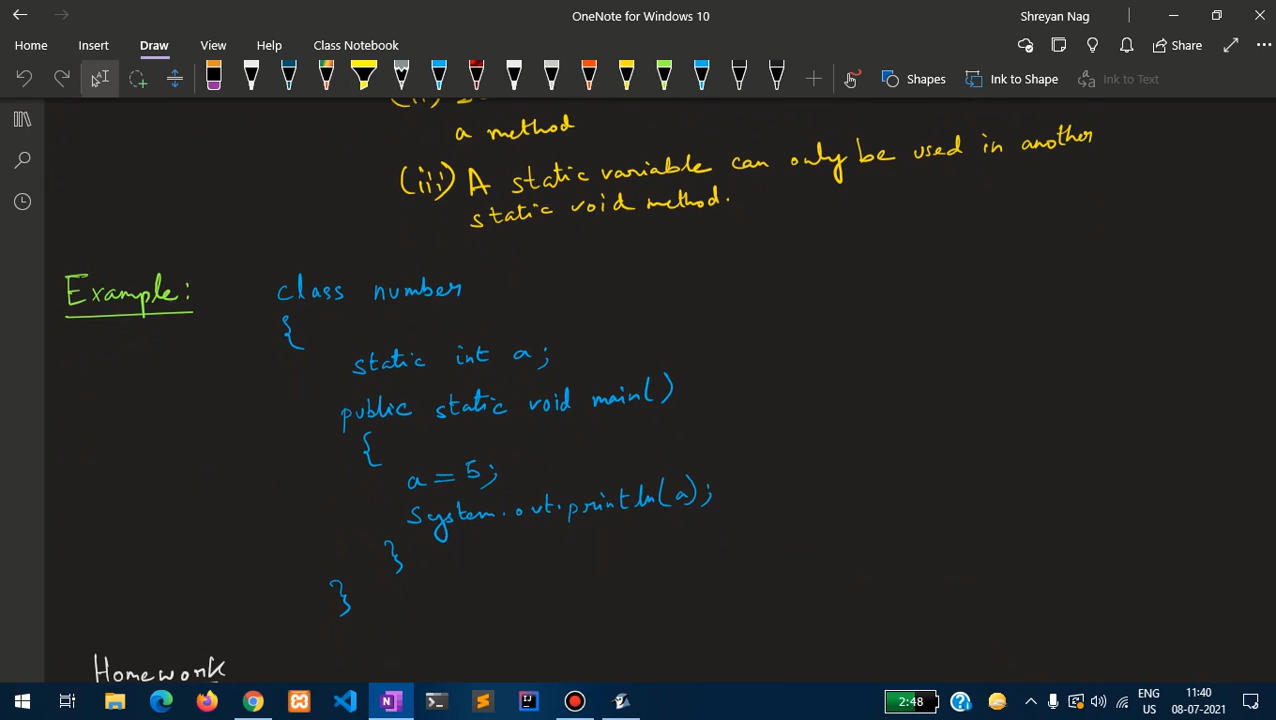 OneNote for Windows 10
Shreyan Nag
Home Insert Draw View Help Class Notebook
Share
Shapes Ink to Shape Ink to Text
(ii)
a method
(iii) A static variable can only be used in another
static void method.
Example:
class number
{
static int a;
public static void main()
{
a = 5;
System.out.println(a);
}
}
Homework
2:48
ENG
US
11:40
08-07-2021